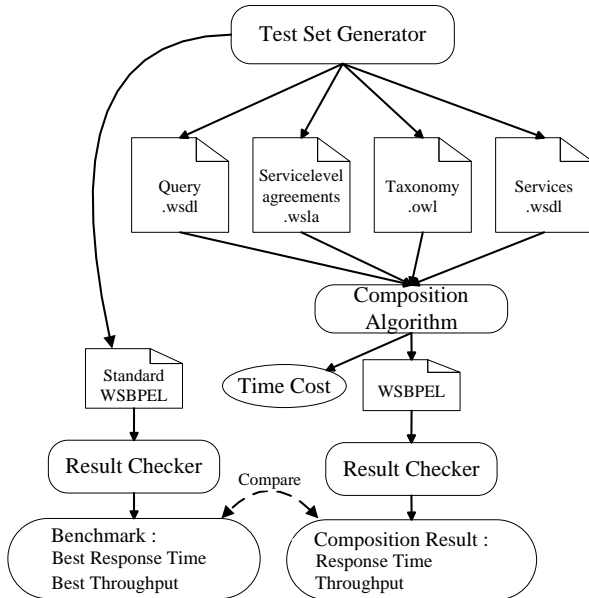 Test Set Generator
Query
.wsdl
Servicelevel
agreements
.wsla
Taxonomy
.owl
Services
.wsdl
Composition
Algorithm
Standard
WSBPEL
Time Cost
WSBPEL
Result Checker
Result Checker
Compare
Benchmark :
Best Response Time
Best Throughput
Composition Result :
Response Time
Throughput